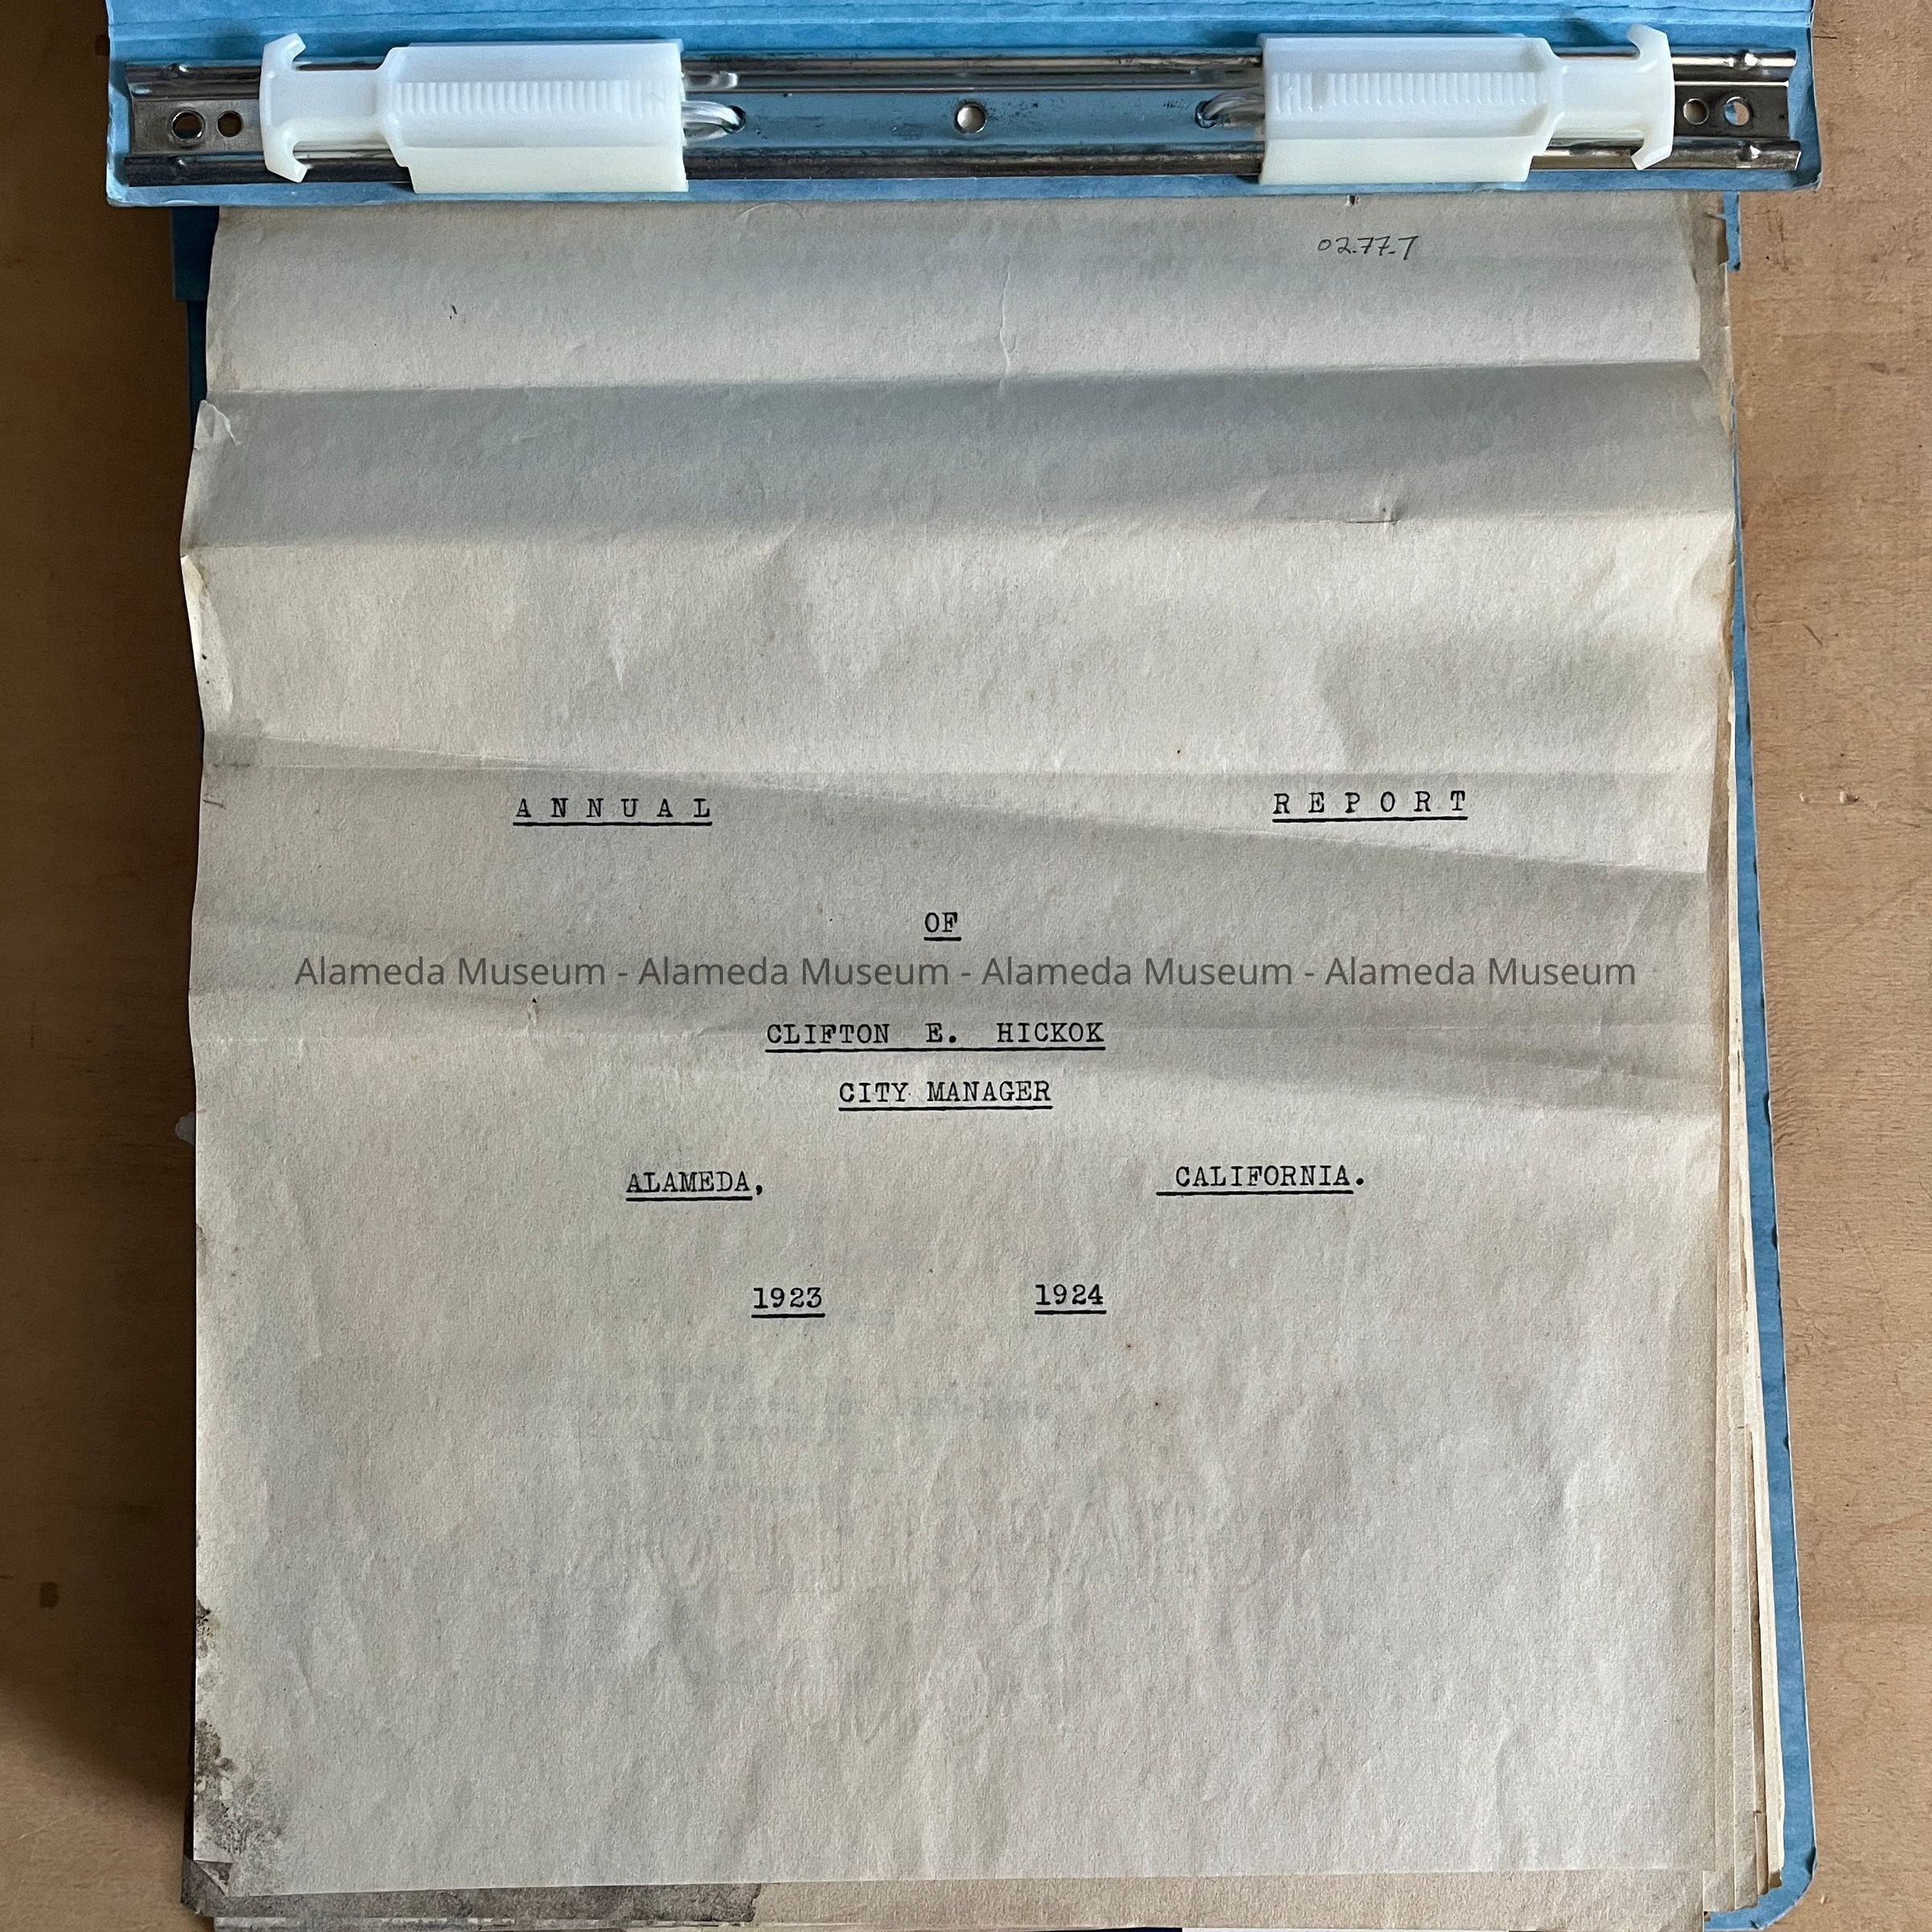 02.77.7
A N N U A L R E P O R T
OF
Alameda Museum - Alameda Museum - Alameda Museum - Alameda Museum
CLIFTON E. HICKOK
CITY MANAGER
ALAMEDA, CALIFORNIA.
1923 1924